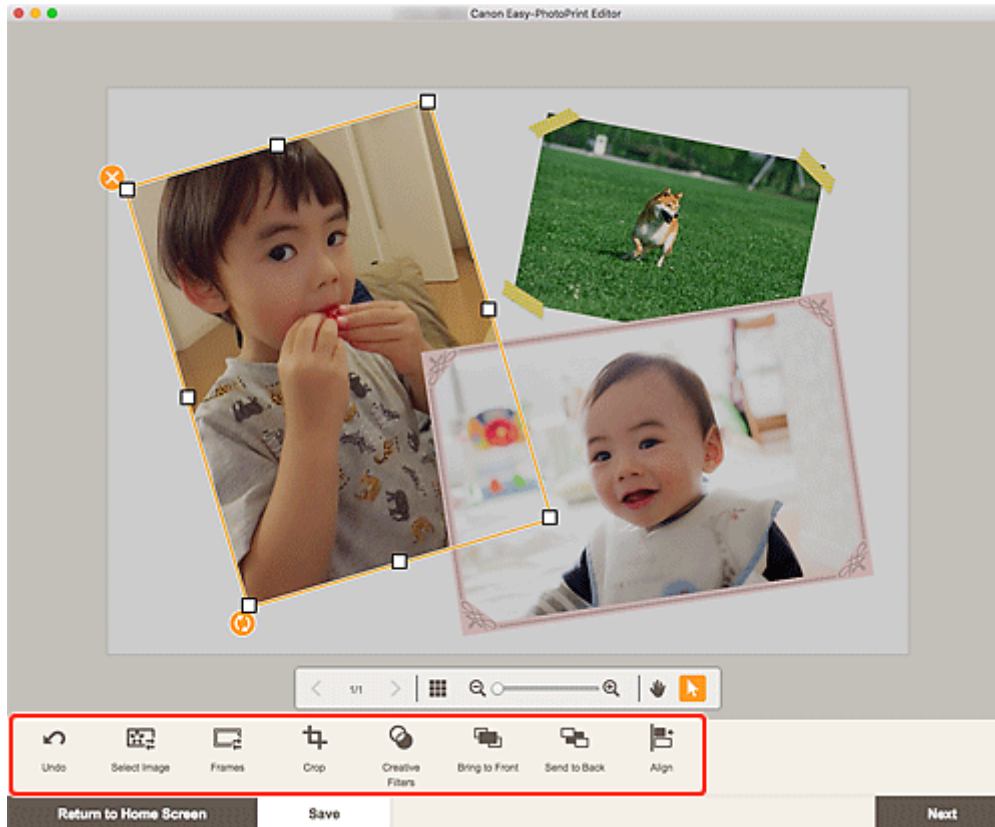 Canon Easy-PhotoPrint Editor
1/1
Undo
Select Image
Frames
Crop
Creative
Filters
Bring to Front
Send to Back
Align
Return to Home Screen
Save
Next